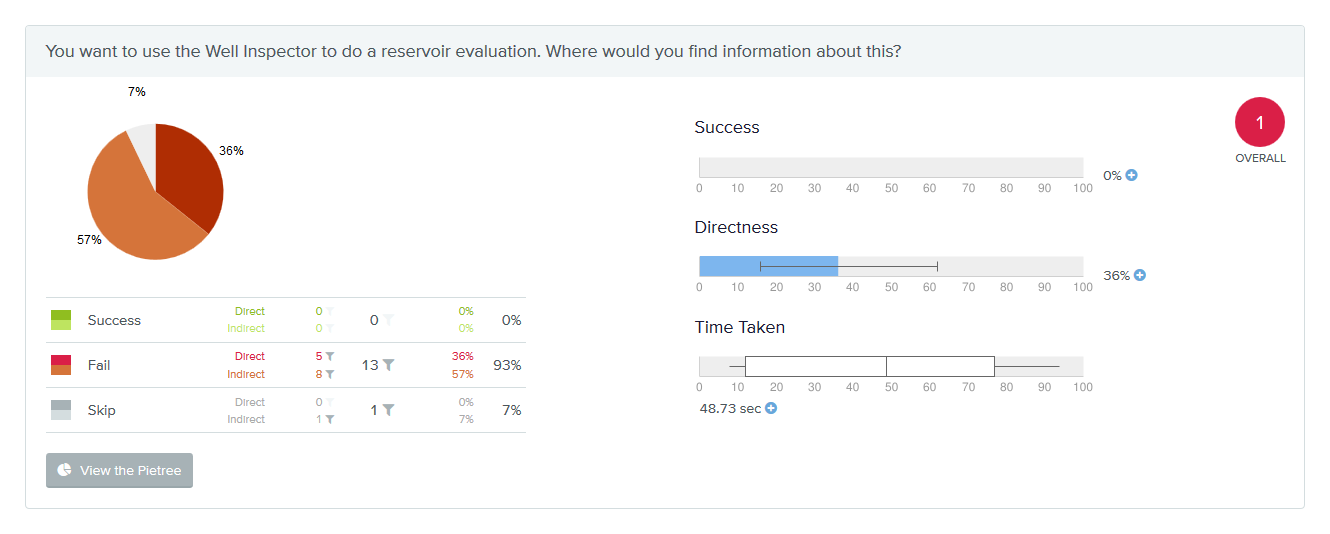 You want to use the Well Inspector to do a reservoir evaluation. Where would you find information about this?
7%
36%
57%
Success
Direct 0 0%
Indirect 0 0%
0 0%
Fail
Direct 5 36%
Indirect 8 57%
13 93%
Skip
Direct 0 0%
Indirect 1 7%
1 7%
View the Pietree
Success
0 10 20 30 40 50 60 70 80 90 100
0%
Directness
0 10 20 30 40 50 60 70 80 90 100
36%
Time Taken
0 10 20 30 40 50 60 70 80 90 100
48.73 sec
1
OVERALL